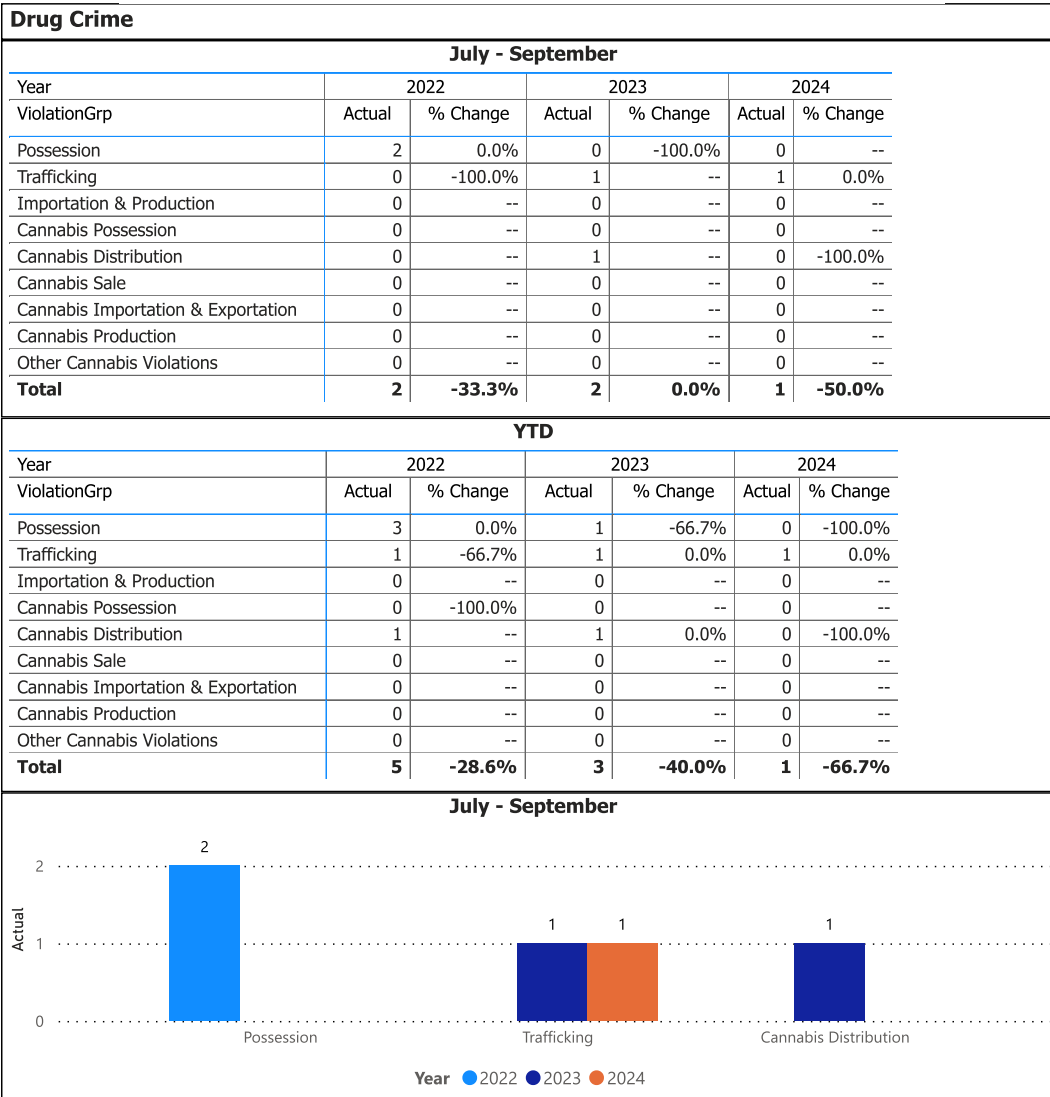 Drug Crime
July - September
Year 2022 2023 2024
ViolationGrp Actual % Change Actual % Change Actual % Change
Possession 2 0.0% 0 -100.0% 0 --
Trafficking 0 -100.0% 1 -- 1 0.0%
Importation & Production 0 -- 0 -- 0 --
Cannabis Possession 0 -- 0 -- 0 --
Cannabis Distribution 0 -- 1 -- 0 -100.0%
Cannabis Sale 0 -- 0 -- 0 --
Cannabis Importation & Exportation 0 -- 0 -- 0 --
Cannabis Production 0 -- 0 -- 0 --
Other Cannabis Violations 0 -- 0 -- 0 --
Total 2 -33.3% 2 0.0% 1 -50.0%
YTD
Year 2022 2023 2024
ViolationGrp Actual % Change Actual % Change Actual % Change
Possession 3 0.0% 1 -66.7% 0 -100.0%
Trafficking 1 -66.7% 1 0.0% 1 0.0%
Importation & Production 0 -- 0 -- 0 --
Cannabis Possession 0 -100.0% 0 -- 0 --
Cannabis Distribution 1 -- 1 0.0% 0 -100.0%
Cannabis Sale 0 -- 0 -- 0 --
Cannabis Importation & Exportation 0 -- 0 -- 0 --
Cannabis Production 0 -- 0 -- 0 --
Other Cannabis Violations 0 -- 0 -- 0 --
Total 5 -28.6% 3 -40.0% 1 -66.7%
July - September
2
2
Actual
1 1 1
1
0
Possession Trafficking Cannabis Distribution
Year 2022 2023 2024